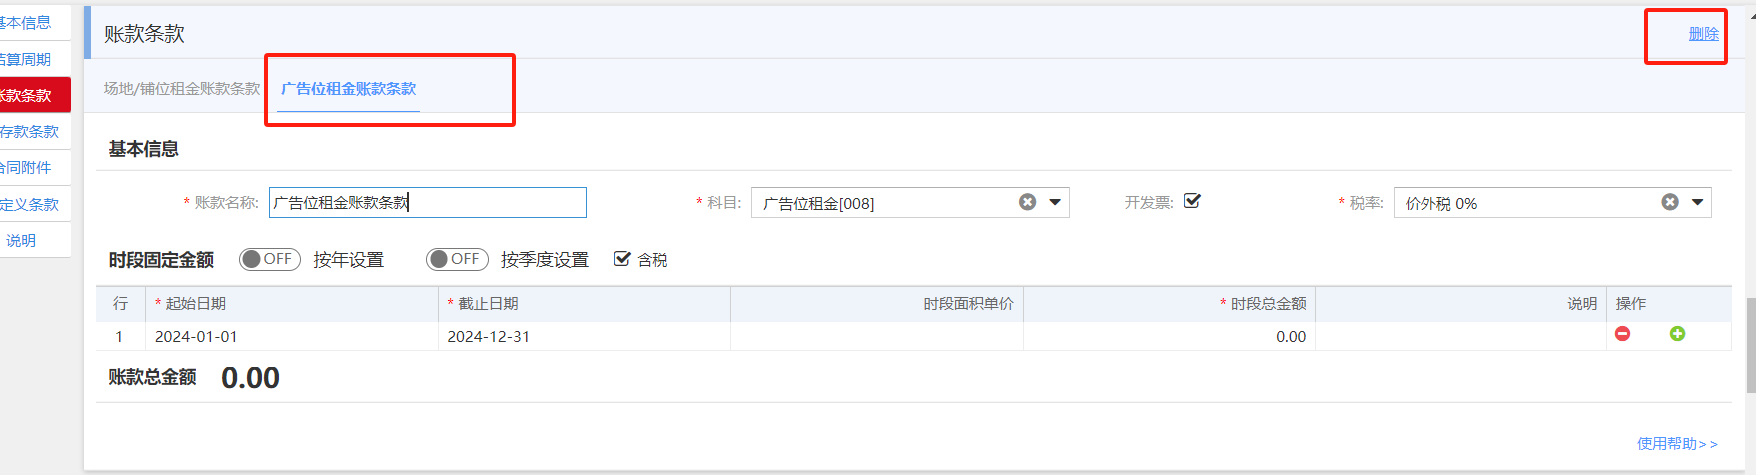 基本信息
结算周期
账款条款
存款条款
合同附件
定义条款
说明
账款条款
删除
场地/铺位租金账款条款 广告位租金账款条款
基本信息
* 账款名称: 广告位租金账款条款 * 科目: 广告位租金[008] 开发票: * 税率: 价外税 0%
时段固定金额 OFF 按年设置 OFF 按季度设置 含税
行 * 起始日期 * 截止日期 时段面积单价 * 时段总金额 说明 操作
1 2024-01-01 2024-12-31 0.00
账款总金额 0.00
使用帮助>>